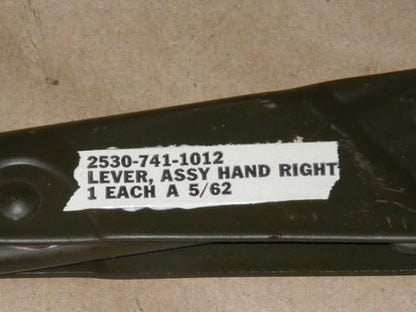 2530-741-1012
LEVER, ASSY HAND RIGHT
1 EACH A 5/62